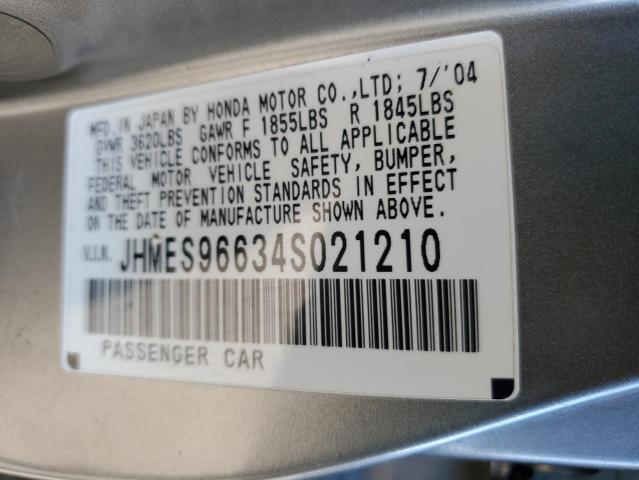 MFD.IN JAPAN BY HONDA MOTOR CO.,LTD; 7/'04
GVWR 3620LBS GAWR F 1855LBS R 1845LBS
THIS VEHICLE CONFORMS TO ALL APPLICABLE
FEDERAL MOTOR VEHICLE SAFETY, BUMPER,
AND THEFT PREVENTION STANDARDS IN EFFECT
ON THE DATE OF MANUFACTURE SHOWN ABOVE.
V.I.N. JHMES96634S021210
PASSENGER CAR